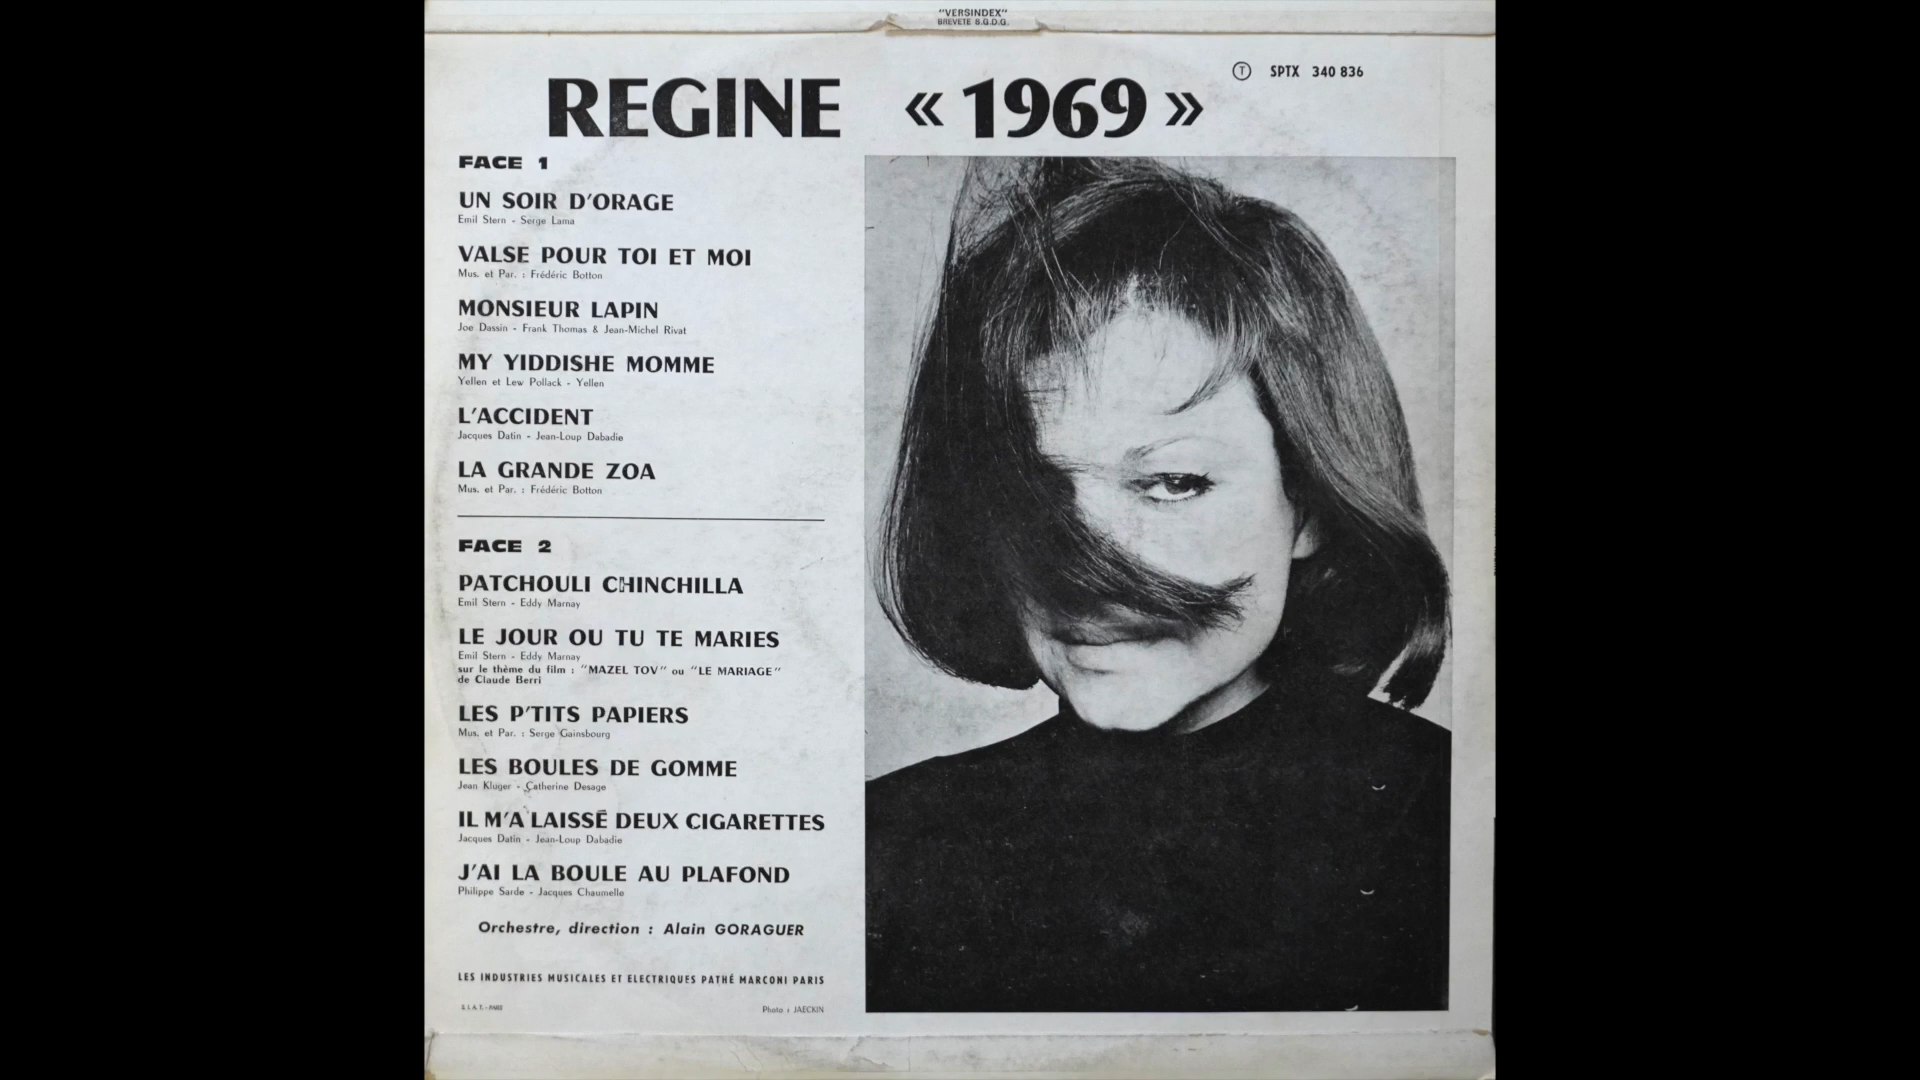 "VERSINDEX"
BREVETE S.G.D.G.
REGINE « 1969 »
Ⓣ SPTX 340 836
FACE 1
UN SOIR D'ORAGE
Emil Stern - Serge Lama
VALSE POUR TOI ET MOI
Mus. et Par. : Frédéric Botton
MONSIEUR LAPIN
Joe Dassin - Frank Thomas & Jean-Michel Rivat
MY YIDDISHE MOMME
Yellen et Lew Pollack - Yellen
L'ACCIDENT
Jacques Datin - Jean-Loup Dabadie
LA GRANDE ZOA
Mus. et Par. : Frédéric Botton
FACE 2
PATCHOULI CHINCHILLA
Emil Stern - Eddy Marnay
LE JOUR OU TU TE MARIES
Emil Stern - Eddy Marnay
sur le thème du film : "MAZEL TOV" ou "LE MARIAGE"
de Claude Berri
LES P'TITS PAPIERS
Mus. et Par. : Serge Gainsbourg
LES BOULES DE GOMME
Jean Kluger - Catherine Desage
IL M'A LAISSÉ DEUX CIGARETTES
Jacques Datin - Jean-Loup Dabadie
J'AI LA BOULE AU PLAFOND
Philippe Sarde - Jacques Chaumelle
Orchestre, direction : Alain GORAGUER
LES INDUSTRIES MUSICALES ET ELECTRIQUES PATHÉ MARCONI PARIS
S.I.A.T. - PARIS
Photo : JAECKIN